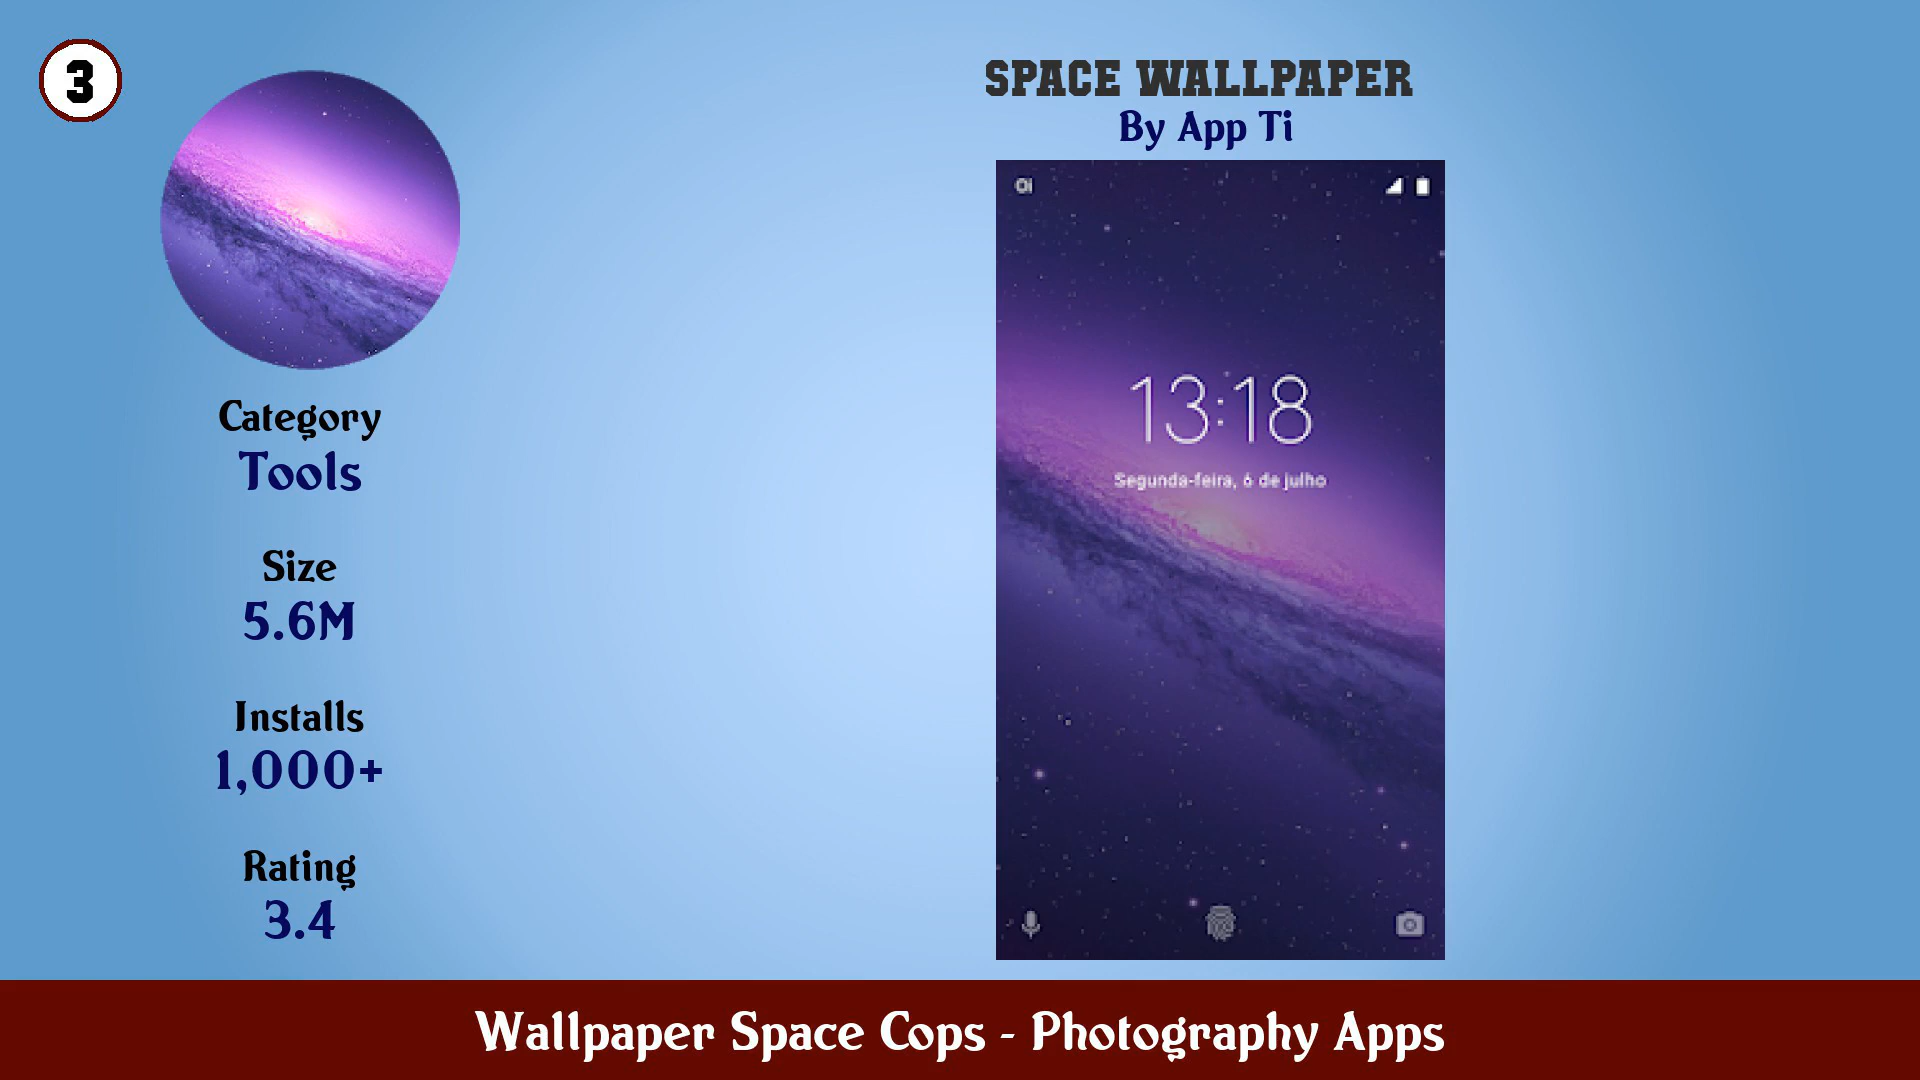 3
SPACE WALLPAPER
By App Ti
Oi
13:18
Segunda-feira, 6 de julho
Category
Tools
Size
5.6M
Installs
1,000+
Rating
3.4
Wallpaper Space Cops - Photography Apps